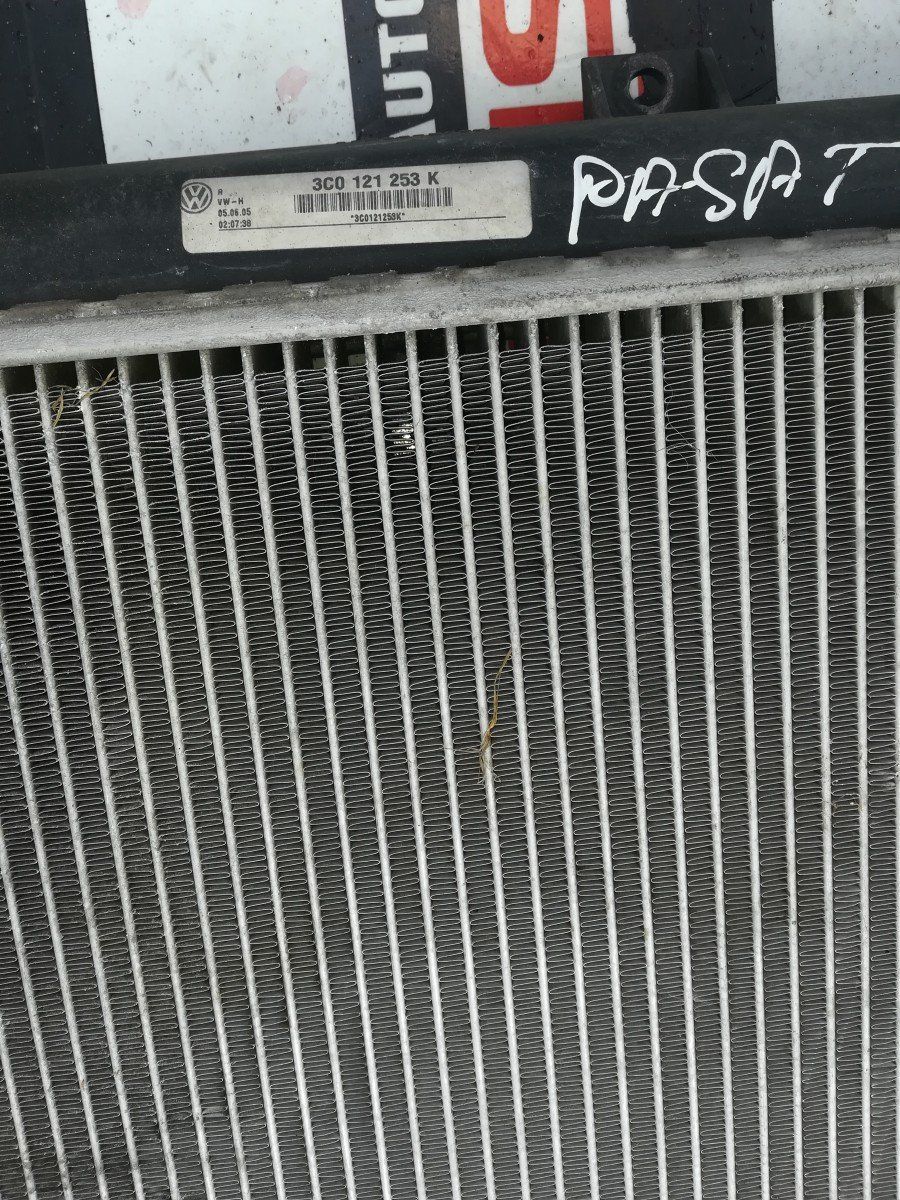 AUTO
S
R
VW-H
05.06.05
02:07:38
3C0 121 253 K
*3C0121253K*
PASAT